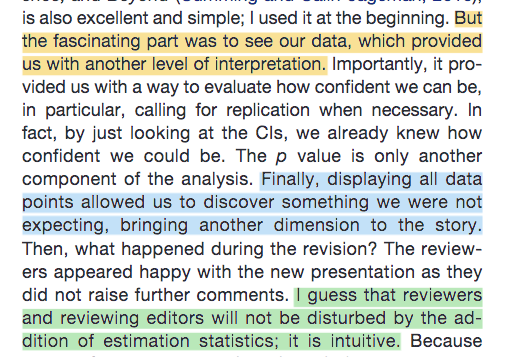 is also excellent and simple; I used it at the beginning. But
the fascinating part was to see our data, which provided
us with another level of interpretation. Importantly, it pro-
vided us with a way to evaluate how confident we can be,
in particular, calling for replication when necessary. In
fact, by just looking at the CIs, we already knew how
confident we could be. The p value is only another
component of the analysis. Finally, displaying all data
points allowed us to discover something we were not
expecting, bringing another dimension to the story.
Then, what happened during the revision? The review-
ers appeared happy with the new presentation as they
did not raise further comments. I guess that reviewers
and reviewing editors will not be disturbed by the ad-
dition of estimation statistics; it is intuitive. Because